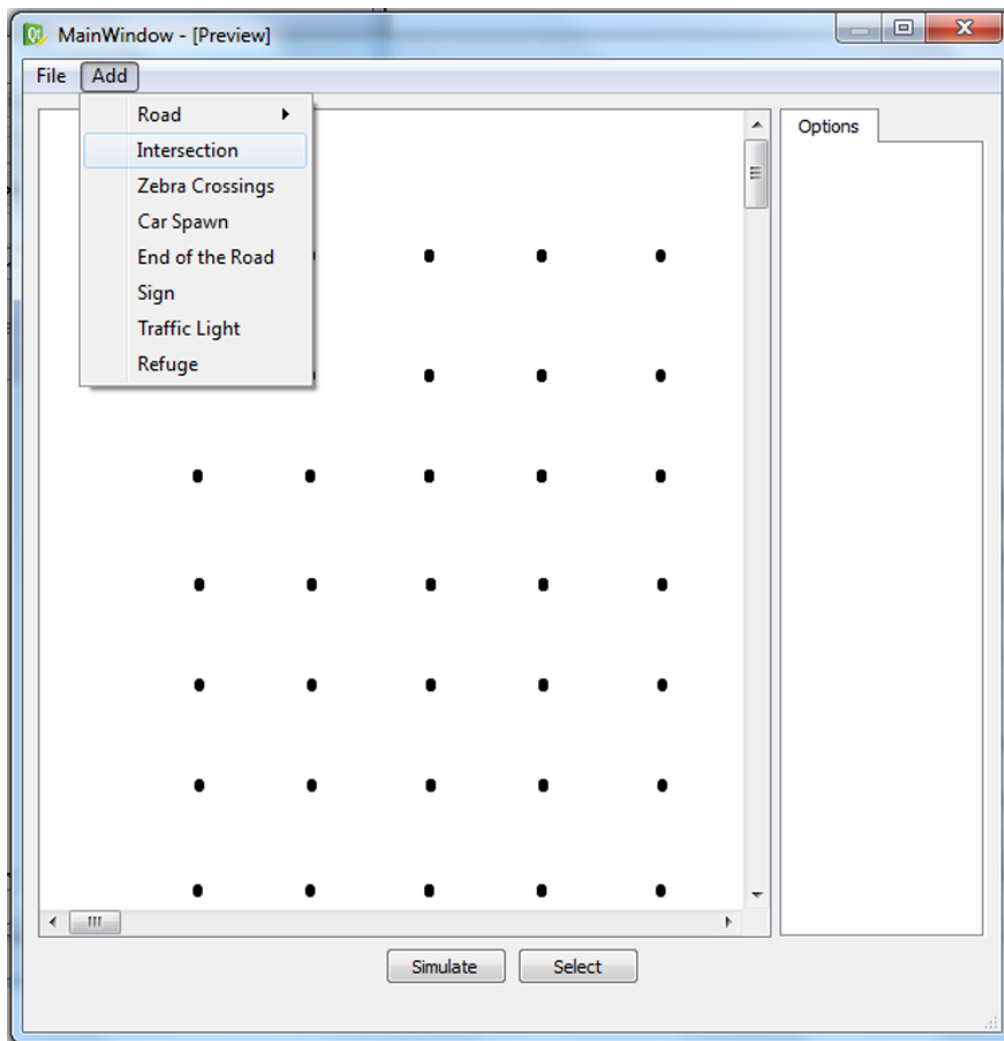 MainWindow - [Preview]
File Add
Road
Intersection
Zebra Crossings
Car Spawn
End of the Road
Sign
Traffic Light
Refuge
Options
Simulate Select